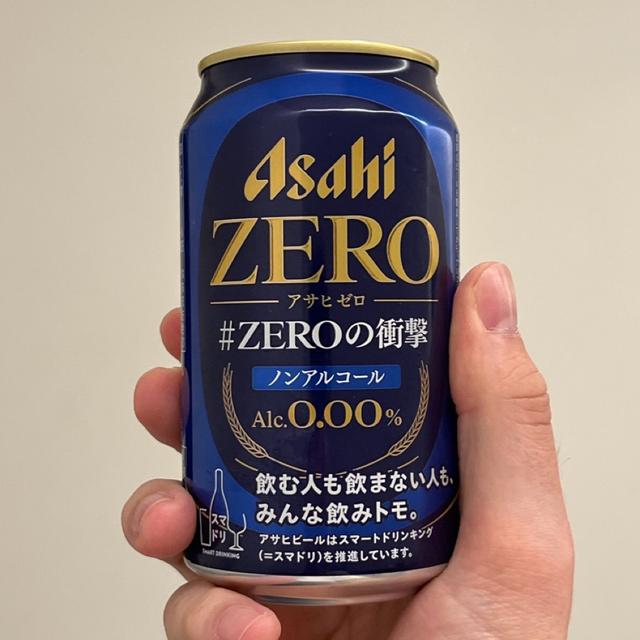 Asahi
ZERO
アサヒゼロ
#ZEROの衝撃
ノンアルコール
Alc.0.00%
飲む人も飲まない人も、
みんな飲みトモ。
スマ
ドリ
SMART DRINKING
アサヒビールはスマートドリンキング
(=スマドリ)を推進しています。